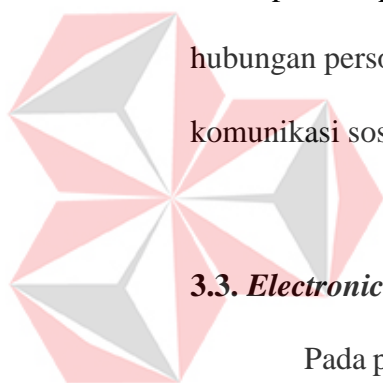 hubungan perso
komunikasi sos
3.3. Electronic
Pada p